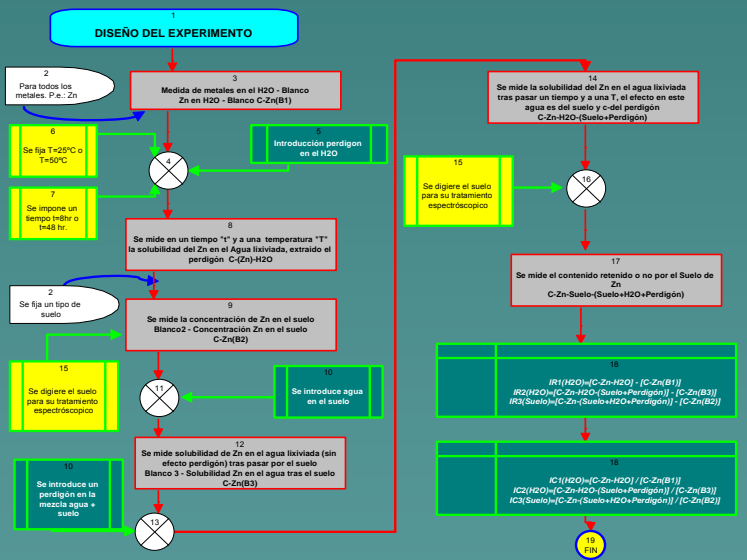 1
DISEÑO DEL EXPERIMENTO
2
Para todos los
metales. P.e.: Zn
3
Medida de metales en el H2O - Blanco
Zn en H2O - Blanco C-Zn(B1)
6
Se fija T=25ºC o
T=50ºC
5
Introducción perdigon
en el H2O
4
7
Se impone un
tiempo t=8hr o
t=48 hr.
8
Se mide en un tiempo "t" y a una temperatura "T"
la solubilidad del Zn en el Agua lixiviada, extraido el
perdigón C-(Zn)-H2O
2
Se fija un tipo de
suelo
9
Se mide la concentración de Zn en el suelo
Blanco2 - Concentración Zn en el suelo
C-Zn(B2)
15
Se digiere el suelo
para su tratamiento
espectróscopico
11
10
Se introduce agua
en el suelo
12
Se mide solubilidad de Zn en el agua lixiviada (sin
efecto perdigón) tras pasar por el suelo
Blanco 3 - Solubilidad Zn en el agua tras el suelo
C-Zn(B3)
10
Se introduce un
perdigón en la
mezcla agua +
suelo
13
14
Se mide la solubilidad del Zn en el agua lixiviada
tras pasar un tiempo y a una T, el efecto en este
agua es del suelo y c-del perdigón
C-Zn-H2O-(Suelo+Perdigón)
15
Se digiere el suelo
para su tratamiento
espectróscopico
16
17
Se mide el contenido retenido o no por el Suelo de
Zn
C-Zn-Suelo-(Suelo+H2O+Perdigón)
18
IR1(H2O)=[C-Zn-H2O] - [C-Zn(B1)]
IR2(H2O)=[C-Zn-H2O-(Suelo+Perdigón)] - [C-Zn(B3)]
IR3(Suelo)=[C-Zn-(Suelo+H2O+Perdigón] - [C-Zn(B2)]
18
IC1(H2O)=[C-Zn-H2O] / [C-Zn(B1)]
IC2(H2O)=[C-Zn-H2O-(Suelo+Perdigón)] / [C-Zn(B3)]
IC3(Suelo)=[C-Zn-(Suelo+H2O+Perdigón] / [C-Zn(B2)]
19
FIN